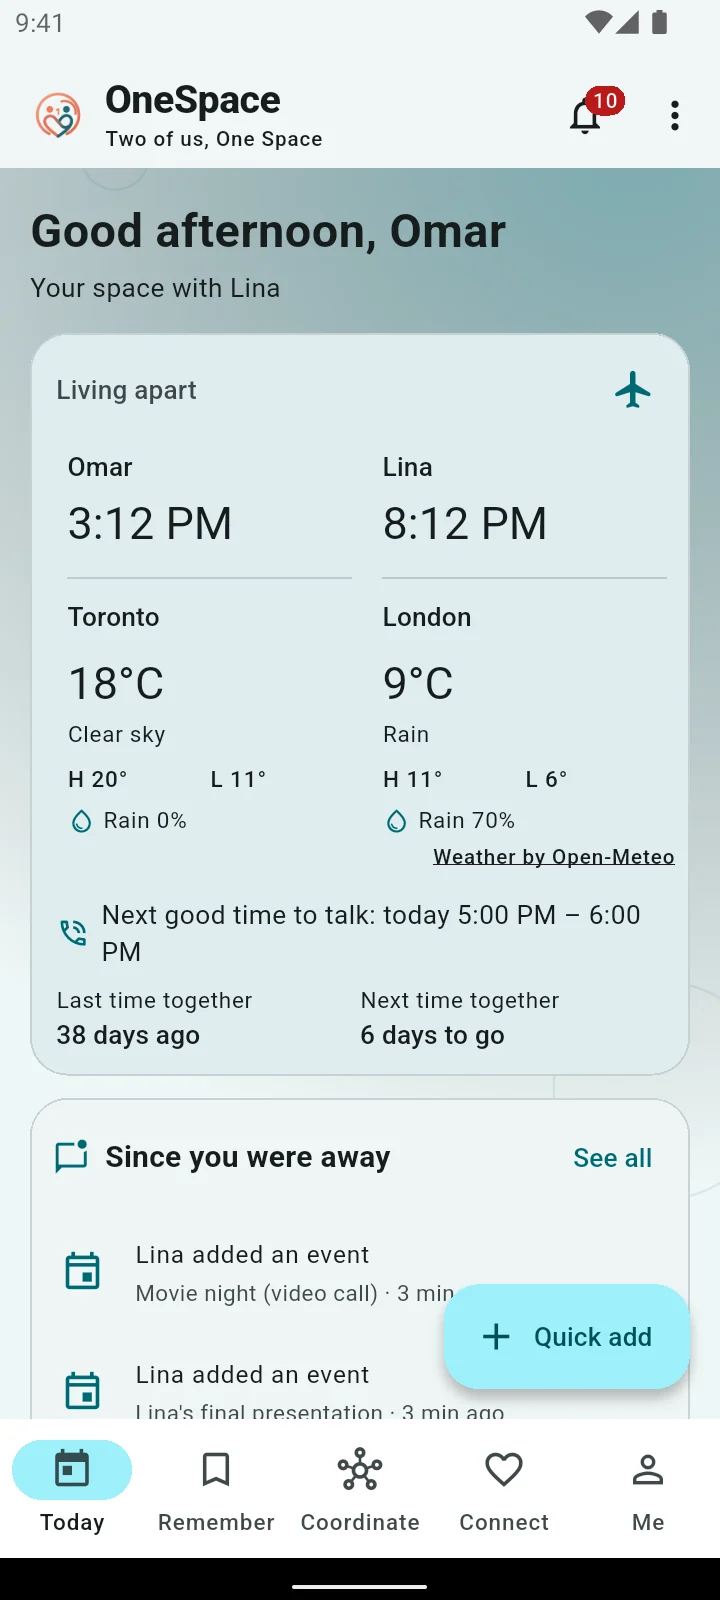 9:41
OneSpace
Two of us, One Space
10
Good afternoon, Omar
Your space with Lina
Living apart
Omar
3:12 PM
Lina
8:12 PM
Toronto
18°C
Clear sky
H 20° L 11°
Rain 0%
London
9°C
Rain
H 11° L 6°
Rain 70%
Weather by Open-Meteo
Next good time to talk: today 5:00 PM – 6:00
PM
Last time together
38 days ago
Next time together
6 days to go
Since you were away
See all
Lina added an event
Movie night (video call) · 3 min
Lina added an event
Lina's final presentation · 3 min ago
Quick add
Today
Remember
Coordinate
Connect
Me